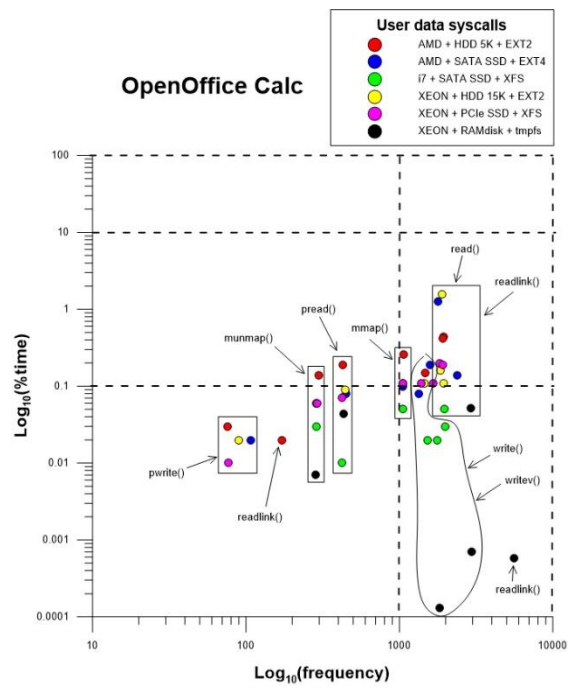 User data syscalls
AMD + HDD 5K + EXT2
AMD + SATA SSD + EXT4
i7 + SATA SSD + XFS
XEON + HDD 15K + EXT2
XEON + PCIe SSD + XFS
XEON + RAMdisk + tmpfs
OpenOffice Calc
100
10
1
0.1
0.01
0.001
0.0001
Log10(%time)
read()
readlink()
pread()
mmap()
munmap()
pwrite()
readlink()
write()
writev()
readlink()
10
100
1000
10000
Log10(frequency)